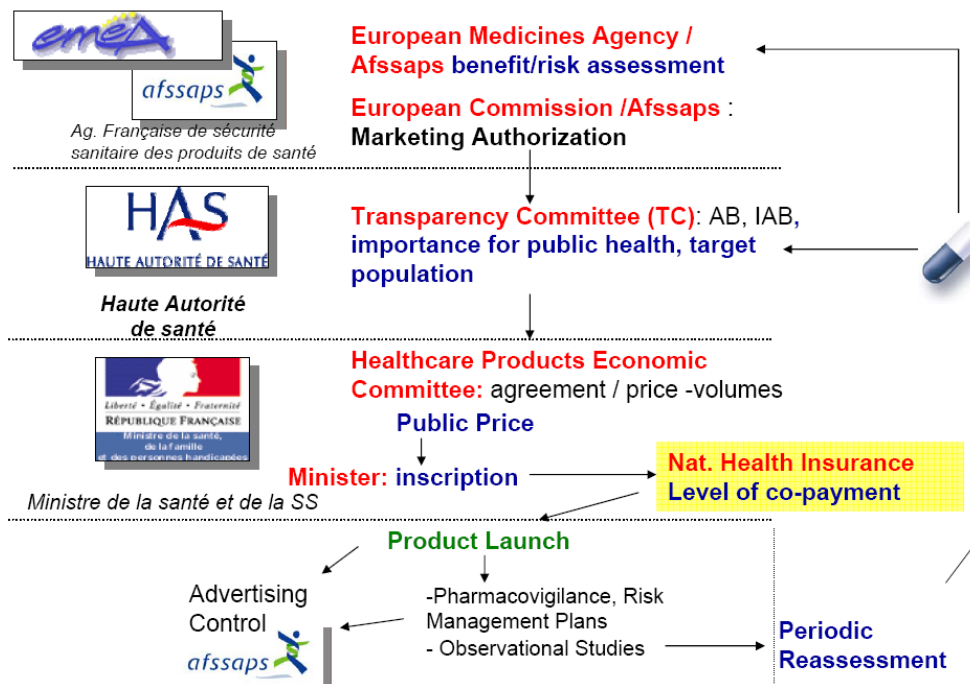 emeA
European Medicines Agency /
Afssaps benefit/risk assessment
afssaps
European Commission /Afssaps :
Marketing Authorization
Ag. Française de sécurité
sanitaire des produits de santé
HAS
HAUTE AUTORITÉ DE SANTÉ
Transparency Committee (TC): AB, IAB,
importance for public health, target
population
Haute Autorité
de santé
Healthcare Products Economic
Committee: agreement / price -volumes
Liberté • Égalité • Fraternité
RÉPUBLIQUE FRANÇAISE
Ministre de la santé,
de la famille
et des personnes handicapées
Public Price
Minister: inscription
Nat. Health Insurance
Level of co-payment
Ministre de la santé et de la SS
Product Launch
Advertising
Control
afssaps
-Pharmacovigilance, Risk
Management Plans
- Observational Studies
Periodic
Reassessment